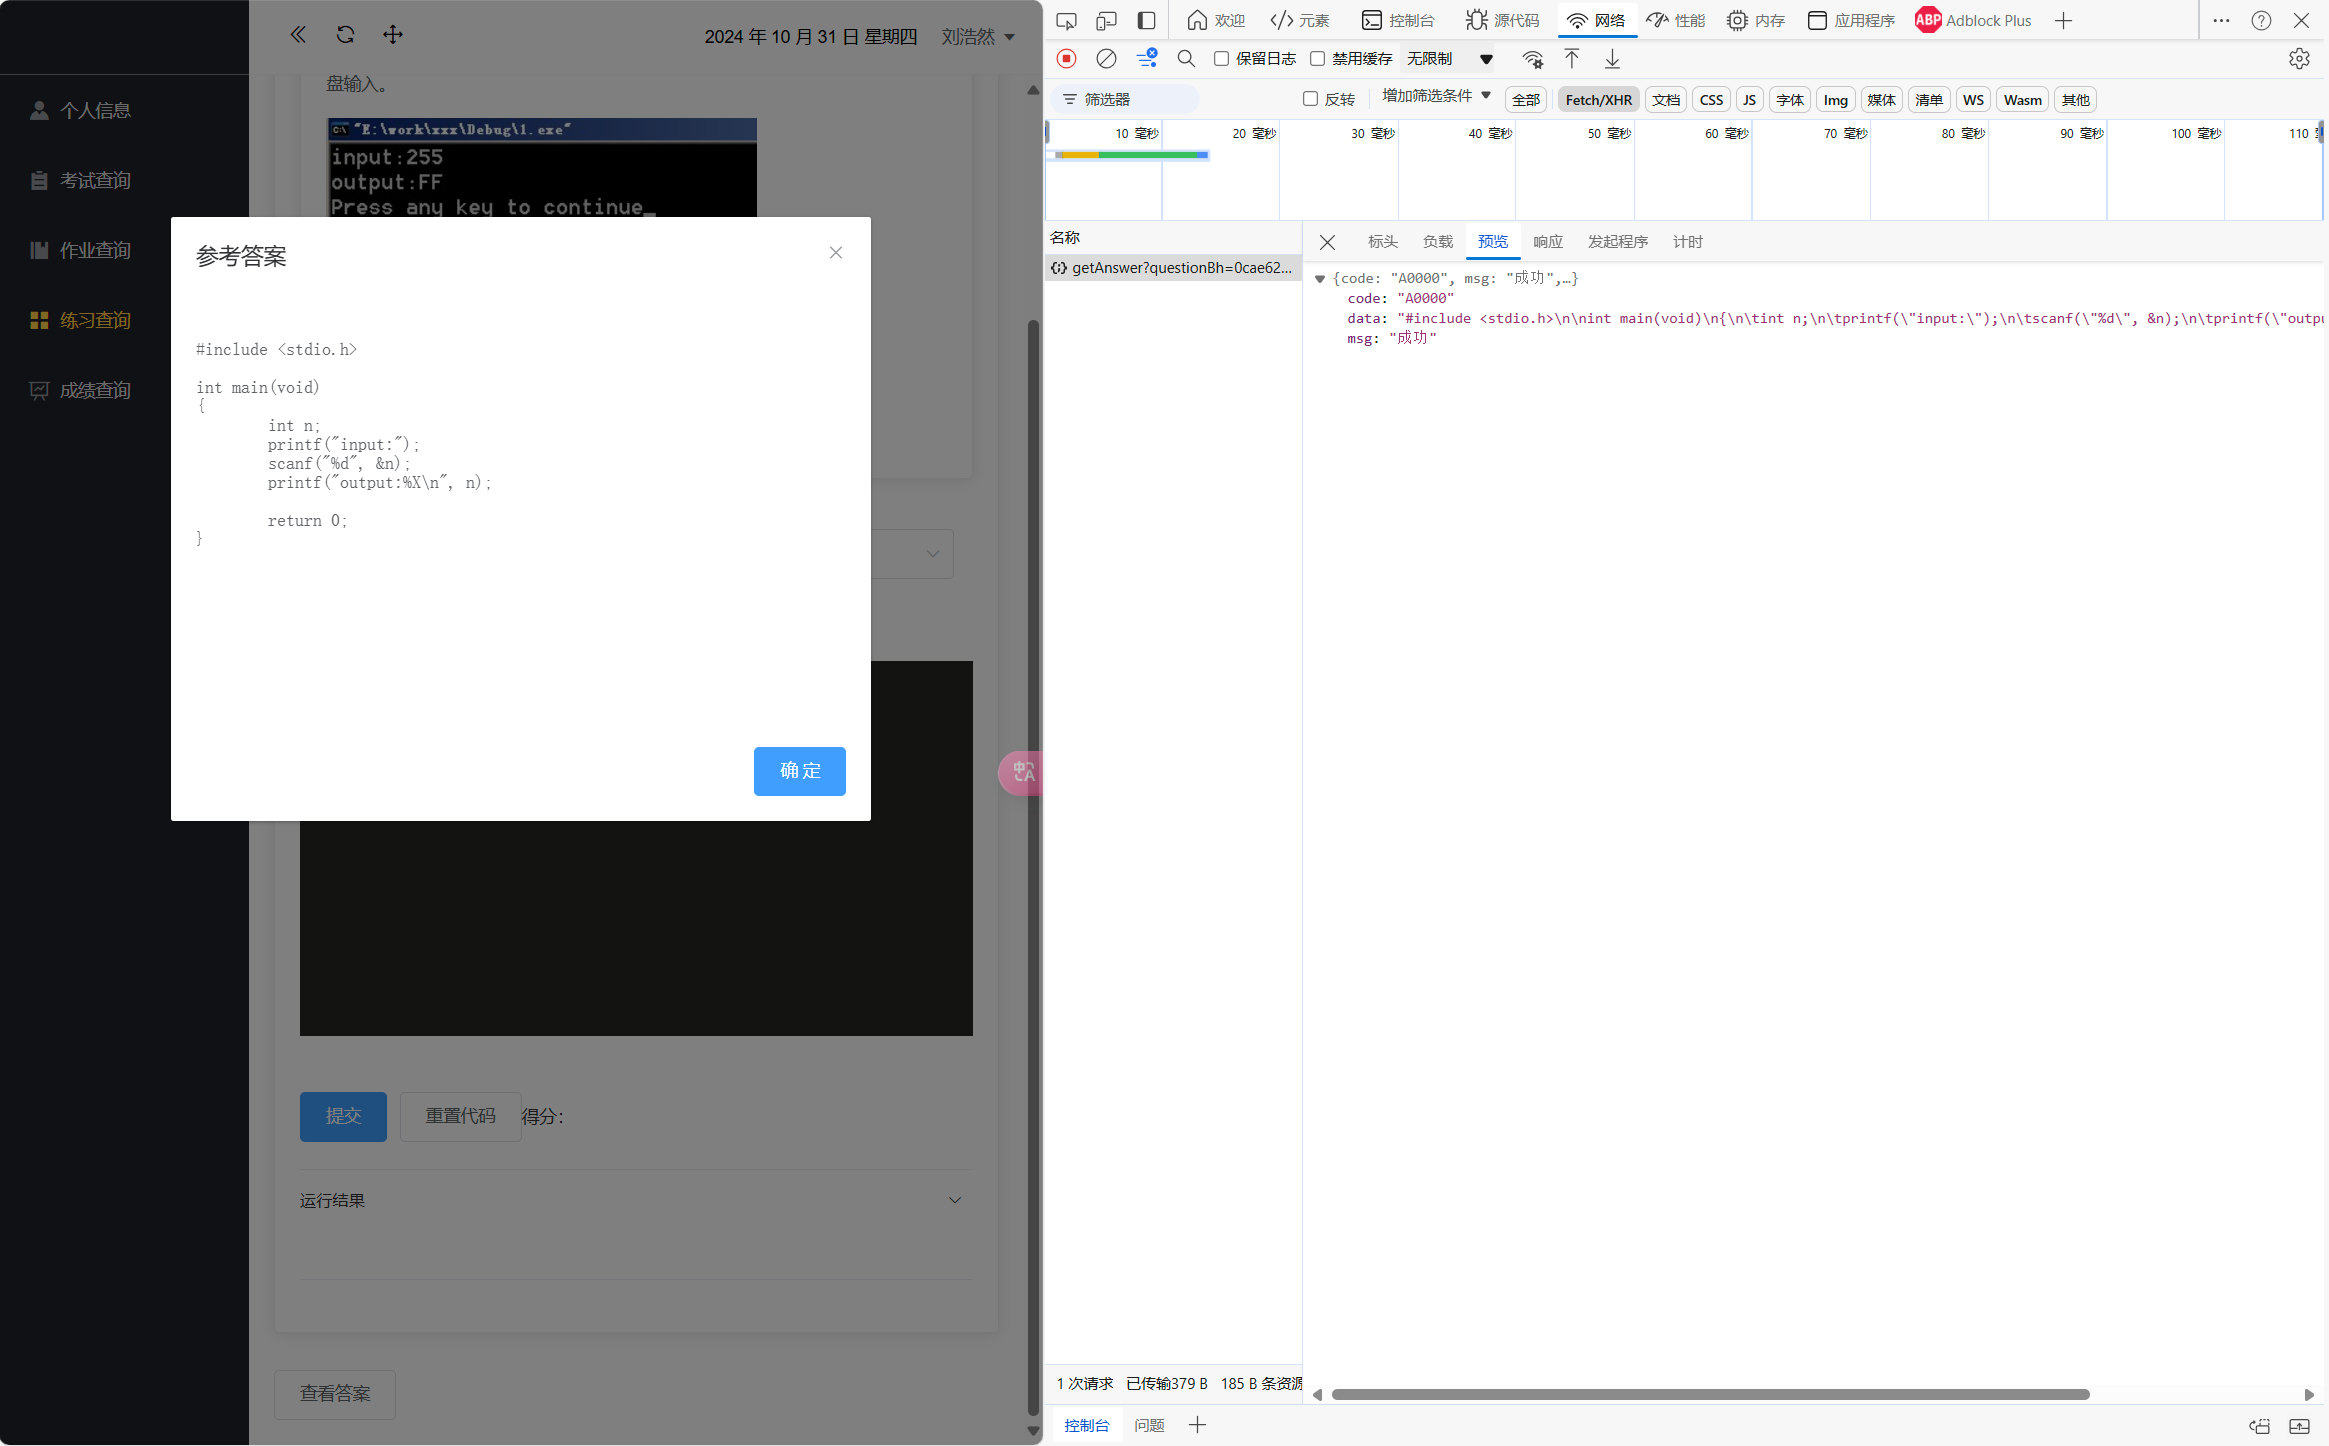 2024 年 10 月 31 日 星期四 刘浩然
个人信息
考试查询
作业查询
练习查询
成绩查询
盘输入。
"E:\work\xxx\Debug\1.exe"
input:255
output:FF
Press any key to continue_
参考答案
#include <stdio.h>
int main(void)
{
int n;
printf("input:");
scanf("%d", &n);
printf("output:%X\n", n);
return 0;
}
确定
提交 重置代码 得分:
运行结果
查看答案
欢迎 元素 控制台 源代码 网络 性能 内存 应用程序 ABP Adblock Plus
保留日志 禁用缓存 无限制
筛选器 反转 增加筛选条件 全部 Fetch/XHR 文档 CSS JS 字体 Img 媒体 清单 WS Wasm 其他
10 毫秒 20 毫秒 30 毫秒 40 毫秒 50 毫秒 60 毫秒 70 毫秒 80 毫秒 90 毫秒 100 毫秒 110
名称
getAnswer?questionBh=0cae62...
标头 负载 预览 响应 发起程序 计时
{code: "A0000", msg: "成功",…}
code: "A0000"
data: "#include <stdio.h>\n\nint main(void)\n{\n\tint n;\n\tprintf(\"input:\");\n\tscanf(\"%d\", &n);\n\tprintf(\"outpu
msg: "成功"
1 次请求 已传输379 B 185 B 条资源
控制台 问题